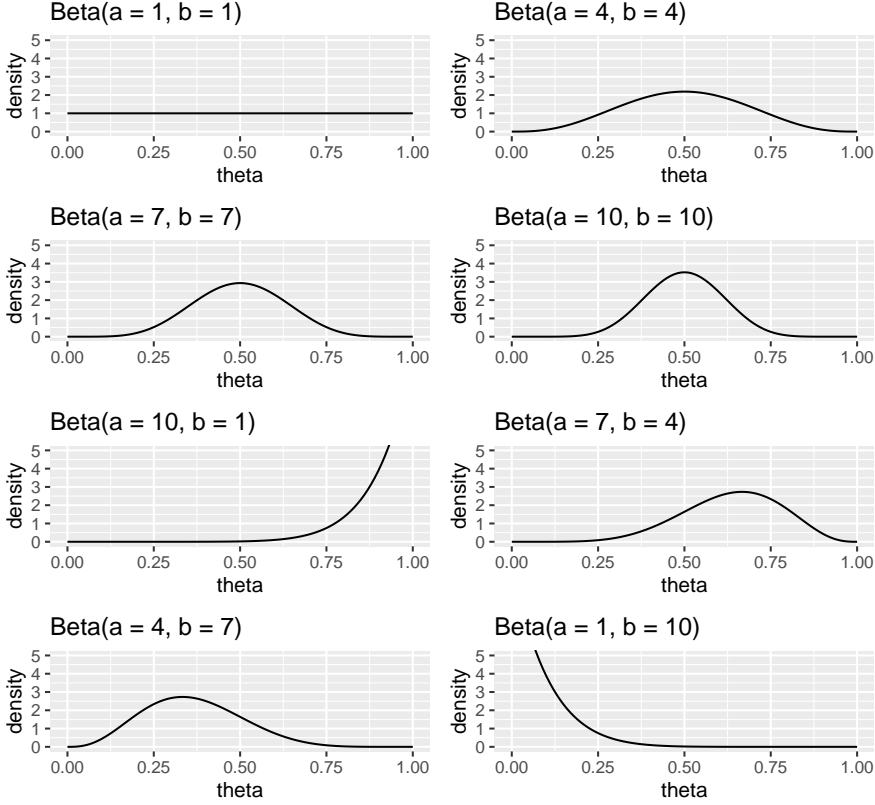 Beta(a = 1, b = 1)
5
4
3
2
1
0
density
0.00 0.25 0.50 0.75 1.00
theta
Beta(a = 4, b = 4)
5
4
3
2
1
0
density
0.00 0.25 0.50 0.75 1.00
theta
Beta(a = 7, b = 7)
5
4
3
2
1
0
density
0.00 0.25 0.50 0.75 1.00
theta
Beta(a = 10, b = 10)
5
4
3
2
1
0
density
0.00 0.25 0.50 0.75 1.00
theta
Beta(a = 10, b = 1)
5
4
3
2
1
0
density
0.00 0.25 0.50 0.75 1.00
theta
Beta(a = 7, b = 4)
5
4
3
2
1
0
density
0.00 0.25 0.50 0.75 1.00
theta
Beta(a = 4, b = 7)
5
4
3
2
1
0
density
0.00 0.25 0.50 0.75 1.00
theta
Beta(a = 1, b = 10)
5
4
3
2
1
0
density
0.00 0.25 0.50 0.75 1.00
theta